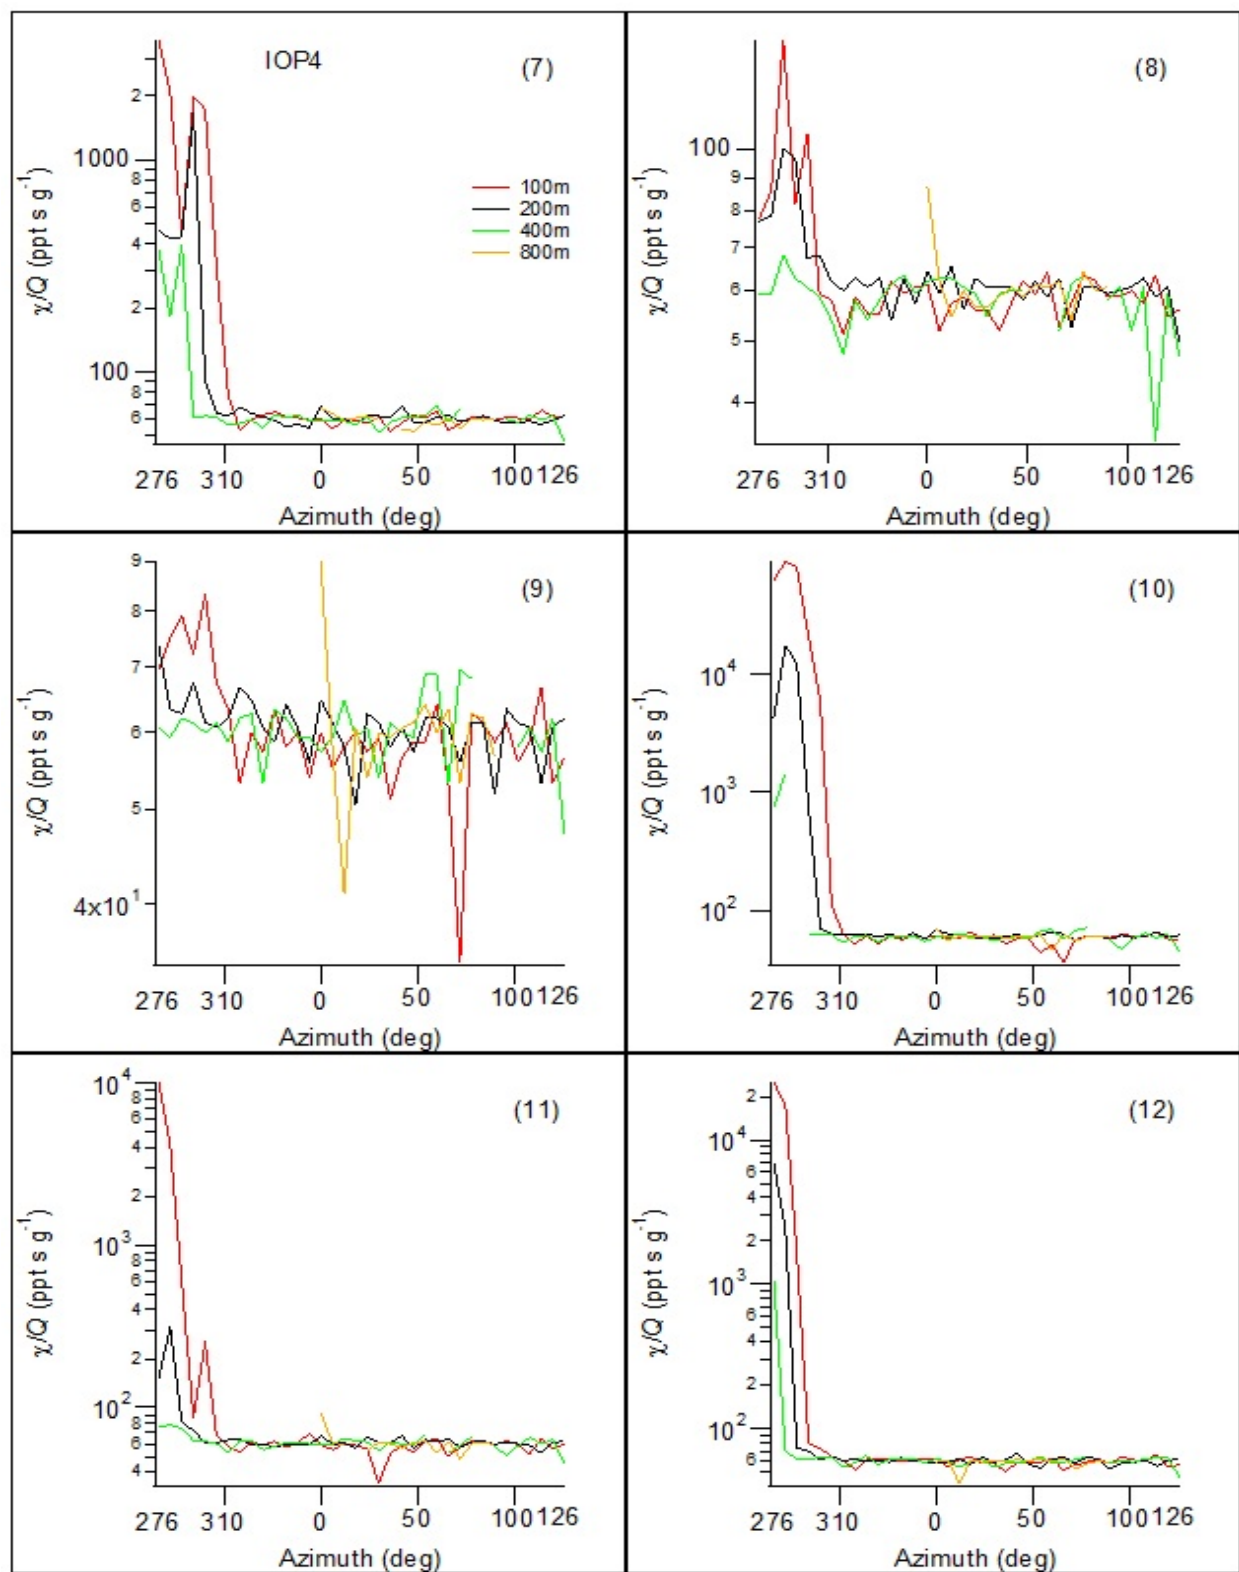 IOP4
(7)
χ/Q (ppt s g⁻¹)
2
1000
8
6
4
2
100
8
6
100m
200m
400m
800m
276 310 0 50 100 126
Azimuth (deg)
(8)
χ/Q (ppt s g⁻¹)
100
9
8
7
6
5
4
276 310 0 50 100 126
Azimuth (deg)
(9)
χ/Q (ppt s g⁻¹)
9
8
7
6
5
4x10¹
276 310 0 50 100 126
Azimuth (deg)
(10)
χ/Q (ppt s g⁻¹)
10⁴
10³
10²
276 310 0 50 100 126
Azimuth (deg)
(11)
χ/Q (ppt s g⁻¹)
10⁴
8
6
4
2
10³
8
6
4
2
10²
8
6
4
276 310 0 50 100 126
Azimuth (deg)
(12)
χ/Q (ppt s g⁻¹)
2
10⁴
6
4
2
10³
6
4
2
10²
6
276 310 0 50 100 126
Azimuth (deg)